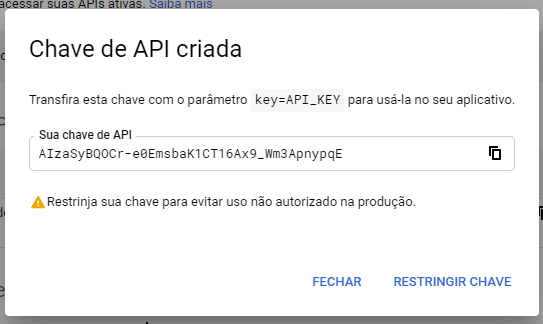 acessar suas APIs ativas. Saiba mais
Chave de API criada
Transfira esta chave com o parâmetro key=API_KEY para usá-la no seu aplicativo.
Sua chave de API
AIzaSyBQOCr-e0EmsbaK1CT16Ax9_Wm3ApnypqE
Restrinja sua chave para evitar uso não autorizado na produção.
FECHAR
RESTRINGIR CHAVE